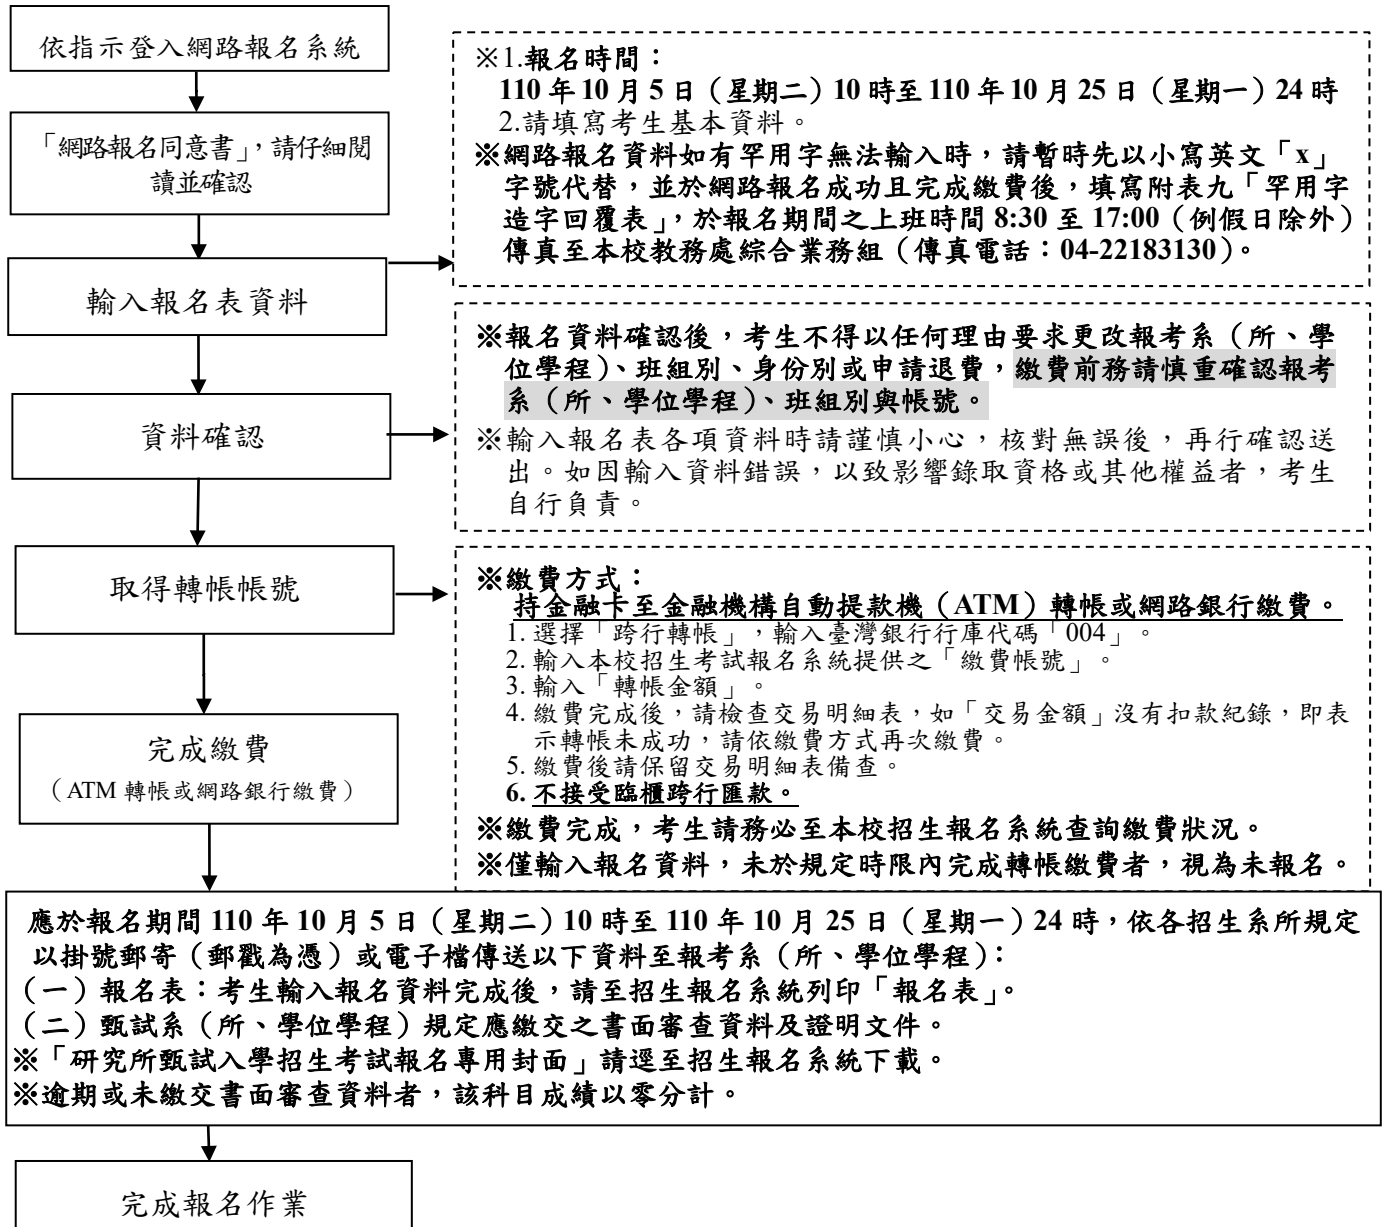 依指示登入網路報名系統
「網路報名同意書」，請仔細閱
讀並確認
輸入報名表資料
※1.報名時間：
110 年 10 月 5 日（星期二）10 時至 110 年 10 月 25 日（星期一）24 時
2.請填寫考生基本資料。
※網路報名資料如有罕用字無法輸入時，請暫時先以小寫英文「x」
字號代替，並於網路報名成功且完成繳費後，填寫附表九「罕用字
造字回覆表」，於報名期間之上班時間 8:30 至 17:00（例假日除外）
傳真至本校教務處綜合業務組（傳真電話：04-22183130）。
資料確認
※報名資料確認後，考生不得以任何理由要求更改報考系（所、學
位學程）、班組別、身份別或申請退費，繳費前務請慎重確認報考
系（所、學位學程）、班組別與帳號。
※輸入報名表各項資料時請謹慎小心，核對無誤後，再行確認送
出。如因輸入資料錯誤，以致影響錄取資格或其他權益者，考生
自行負責。
取得轉帳帳號
※繳費方式：
持金融卡至金融機構自動提款機（ATM）轉帳或網路銀行繳費。
1. 選擇「跨行轉帳」，輸入臺灣銀行行庫代碼「004」。
2. 輸入本校招生考試報名系統提供之「繳費帳號」。
3. 輸入「轉帳金額」。
4. 繳費完成後，請檢查交易明細表，如「交易金額」沒有扣款紀錄，即表
示轉帳未成功，請依繳費方式再次繳費。
5. 繳費後請保留交易明細表備查。
6. 不接受臨櫃跨行匯款。
※繳費完成，考生請務必至本校招生報名系統查詢繳費狀況。
※僅輸入報名資料，未於規定時限內完成轉帳繳費者，視為未報名。
完成繳費
（ATM 轉帳或網路銀行繳費）
應於報名期間 110 年 10 月 5 日（星期二）10 時至 110 年 10 月 25 日（星期一）24 時，依各招生系所規定
以掛號郵寄（郵戳為憑）或電子檔傳送以下資料至報考系（所、學位學程）：
（一）報名表：考生輸入報名資料完成後，請至招生報名系統列印「報名表」。
（二）甄試系（所、學位學程）規定應繳交之書面審查資料及證明文件。
※「研究所甄試入學招生考試報名專用封面」請逕至招生報名系統下載。
※逾期或未繳交書面審查資料者，該科目成績以零分計。
完成報名作業